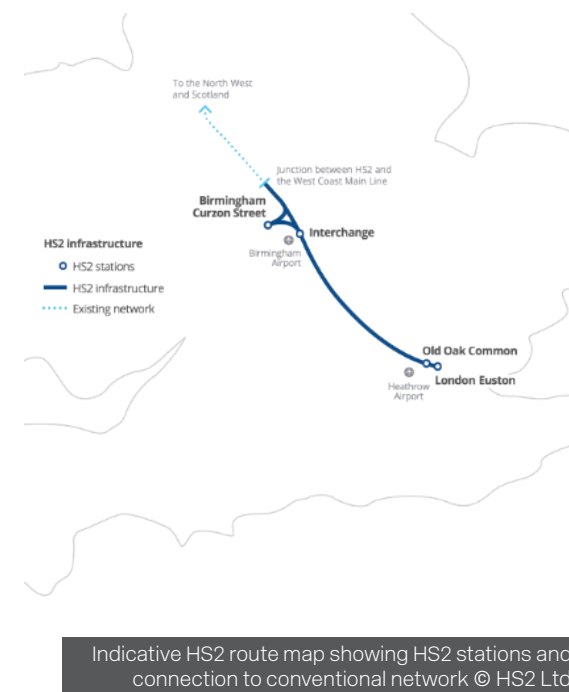 To the North West
and Scotland
Junction between HS2 and
the West Coast Main Line
Birmingham
Curzon Street
Interchange
Birmingham
Airport
HS2 infrastructure
HS2 stations
HS2 infrastructure
Existing network
Old Oak Common
London Euston
Heathrow
Airport
Indicative HS2 route map showing HS2 stations and
connection to conventional network © HS2 Ltd